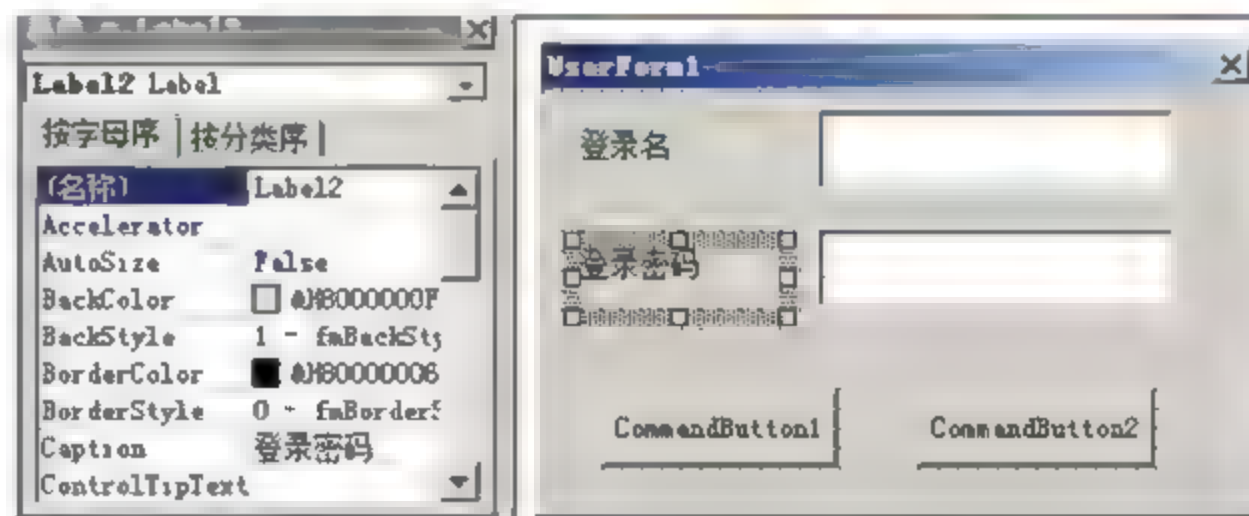 Label2 Label
按字母序 按分类序
(名称) Label2
Accelerator
AutoSize False
BackColor &H8000000F
BackStyle 1 - fmBackSty
BorderColor &H80000006
BorderStyle 0 - fmBorderS
Caption 登录密码
ControlTipText
UserForm1
登录名
登录密码
CommandButton1 CommandButton2